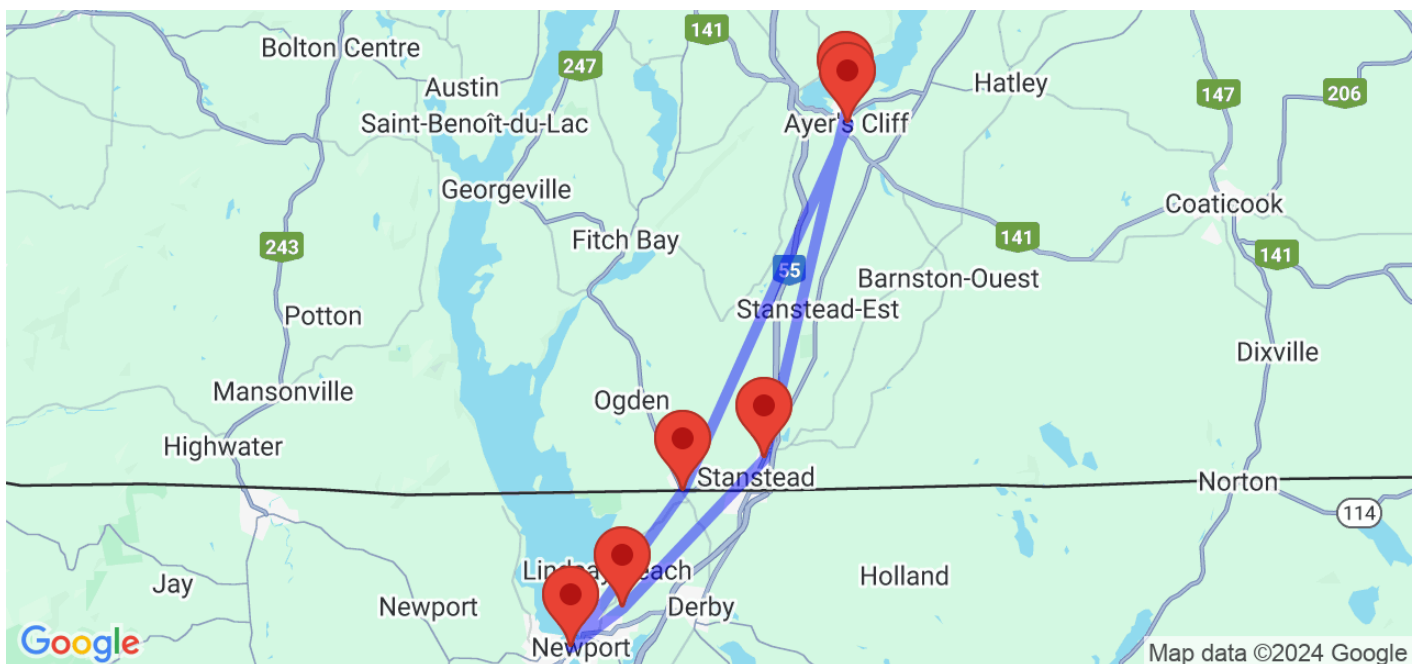 141
Bolton Centre
247
Austin
Hatley
147
206
Saint-Benoît-du-Lac
Ayer's Cliff
Georgeville
Coaticook
Fitch Bay
243
141
141
55
Barnston-Ouest
Stanstead-Est
Potton
Dixville
Mansonville
Ogden
Highwater
Stanstead
Norton
114
Lindsay Beach
Jay
Newport
Derby
Holland
Newport
Google
Map data ©2024 Google